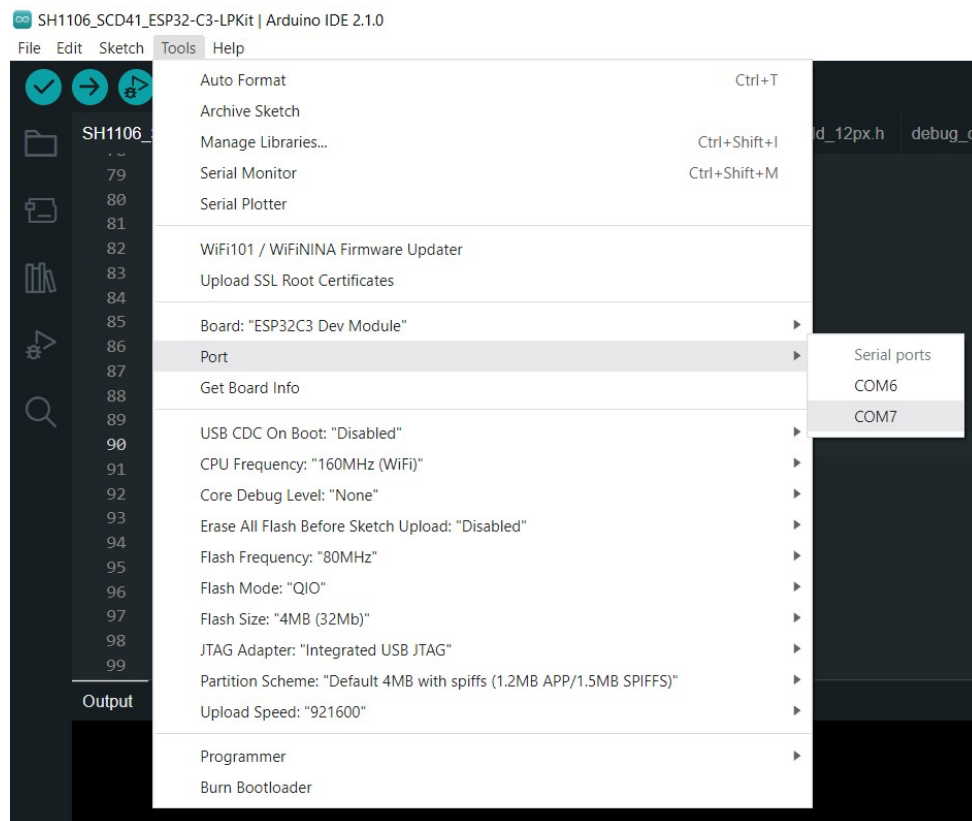 SH1106_SCD41_ESP32-C3-LPKit | Arduino IDE 2.1.0
File Edit Sketch Tools Help
SH1106_
ld_12px.h debug_
Auto Format Ctrl+T
Archive Sketch
Manage Libraries... Ctrl+Shift+I
Serial Monitor Ctrl+Shift+M
Serial Plotter
WiFi101 / WiFiNINA Firmware Updater
Upload SSL Root Certificates
Board: "ESP32C3 Dev Module"
Port
Serial ports
COM6
COM7
Get Board Info
USB CDC On Boot: "Disabled"
CPU Frequency: "160MHz (WiFi)"
Core Debug Level: "None"
Erase All Flash Before Sketch Upload: "Disabled"
Flash Frequency: "80MHz"
Flash Mode: "QIO"
Flash Size: "4MB (32Mb)"
JTAG Adapter: "Integrated USB JTAG"
Partition Scheme: "Default 4MB with spiffs (1.2MB APP/1.5MB SPIFFS)"
Upload Speed: "921600"
Programmer
Burn Bootloader
79
80
81
82
83
84
85
86
87
88
89
90
91
92
93
94
95
96
97
98
99
Output